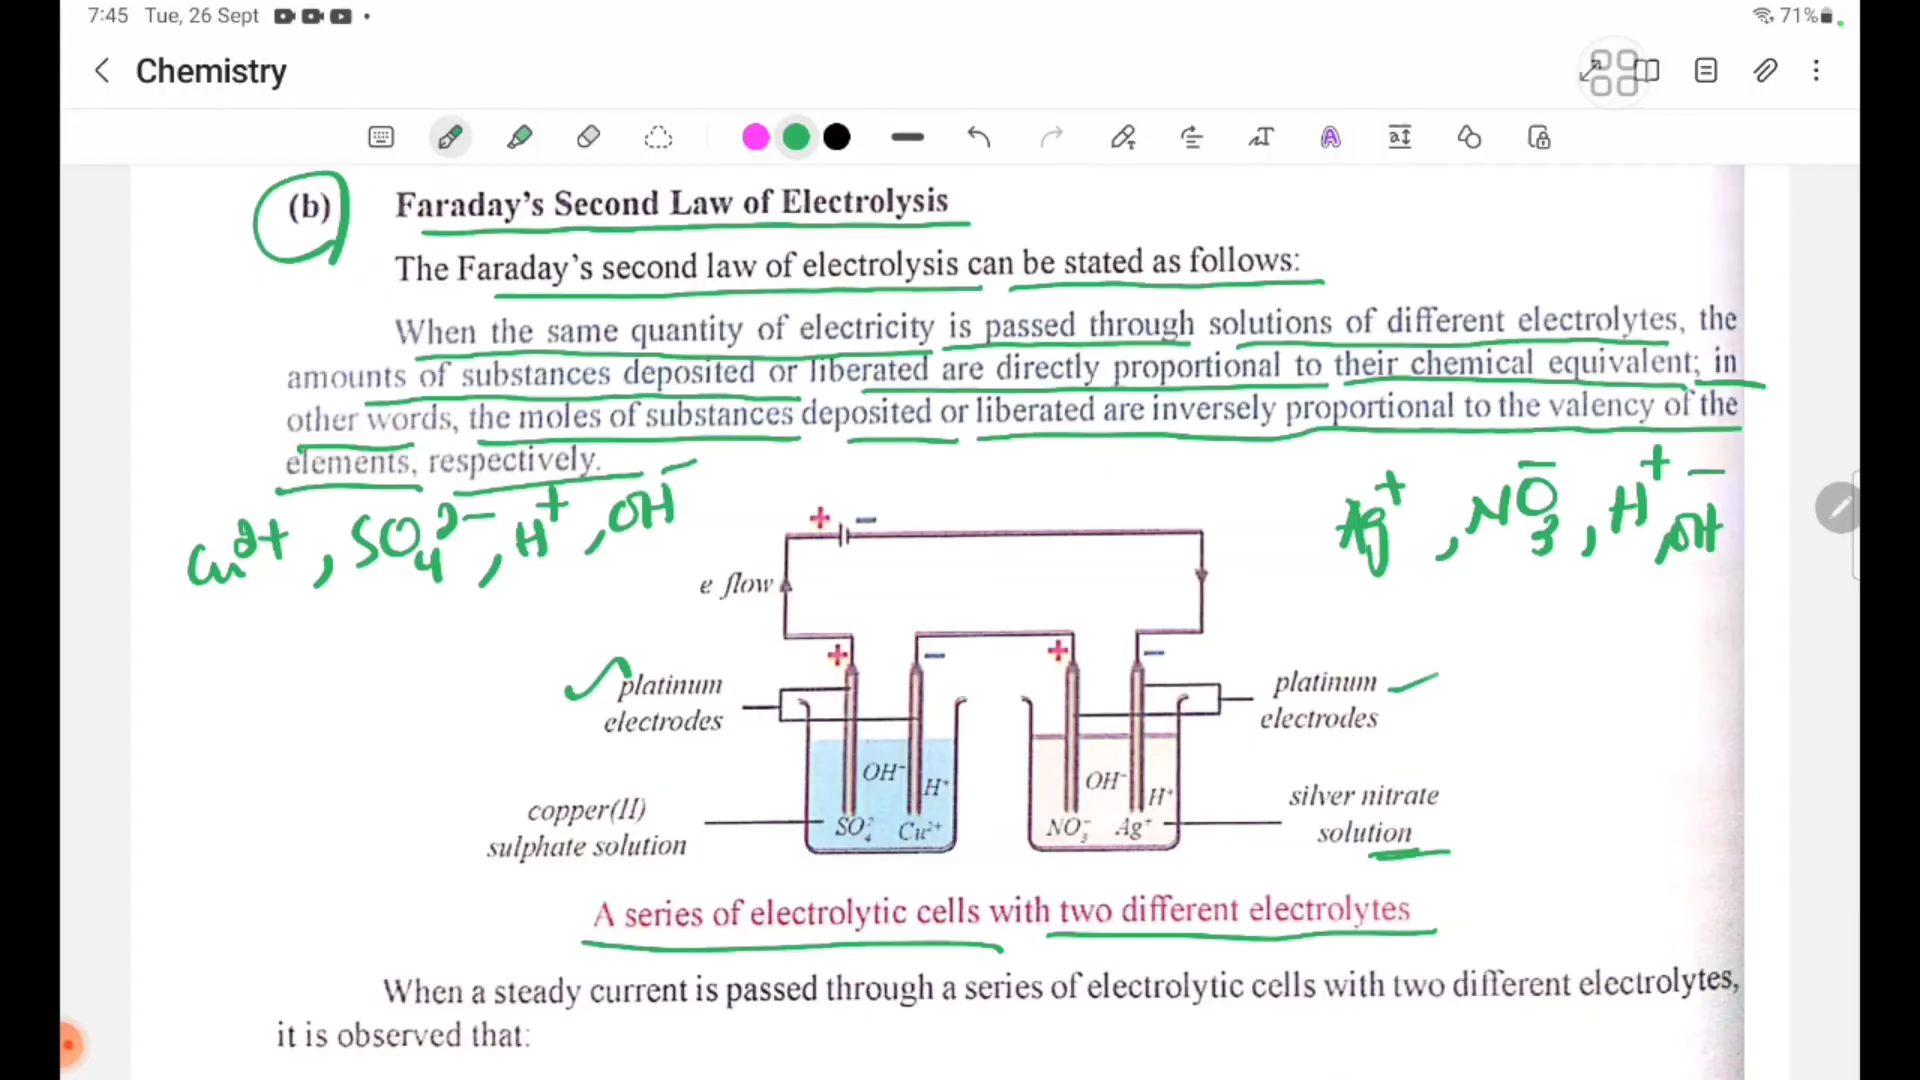 7:45 Tue, 26 Sept 71%
Chemistry
(b) Faraday's Second Law of Electrolysis
The Faraday's second law of electrolysis can be stated as follows:
When the same quantity of electricity is passed through solutions of different electrolytes, the
amounts of substances deposited or liberated are directly proportional to their chemical equivalent; in
other words, the moles of substances deposited or liberated are inversely proportional to the valency of the
elements, respectively.
Cu²⁺, SO₄²⁻, H⁺, OH⁻
Ag⁺, NO₃⁻, H⁺, OH⁻
+ −
e flow
+ − + −
platinum
electrodes
platinum
electrodes
OH⁻ H⁺
OH⁻ H⁺
copper(II)
sulphate solution
SO₄²⁻ Cu²⁺
NO₃⁻ Ag⁺
silver nitrate
solution
A series of electrolytic cells with two different electrolytes
When a steady current is passed through a series of electrolytic cells with two different electrolytes,
it is observed that: